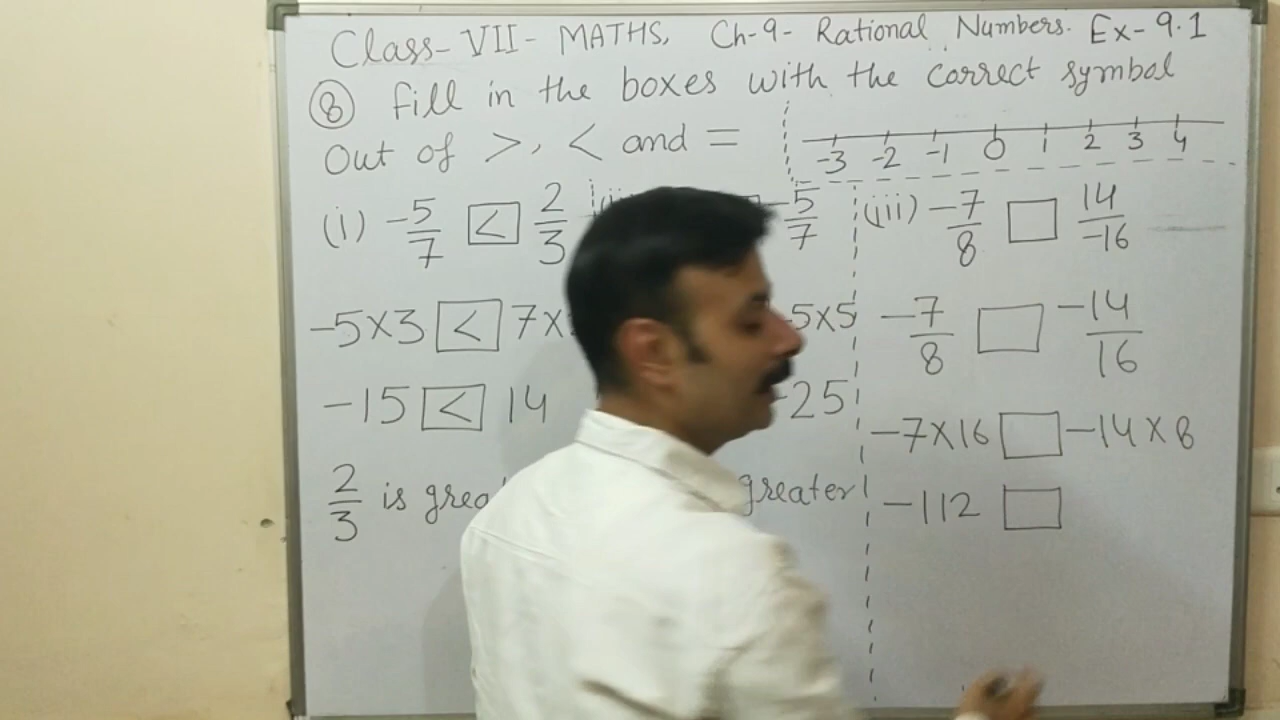 Class-VII- MATHS, Ch-9- Rational Numbers. Ex-9.1
⑧ Fill in the boxes with the correct symbol
Out of >, < and =
-3 -2 -1 0 1 2 3 4
(i) -5/7 < 2/3
-5×3 < 7×
-15 < 14
2/3 is grea
-5/7
5×5
-25
greater
(iii) -7/8 □ 14/-16
-7/8 □ -14/16
-7×16 □ -14×8
-112 □